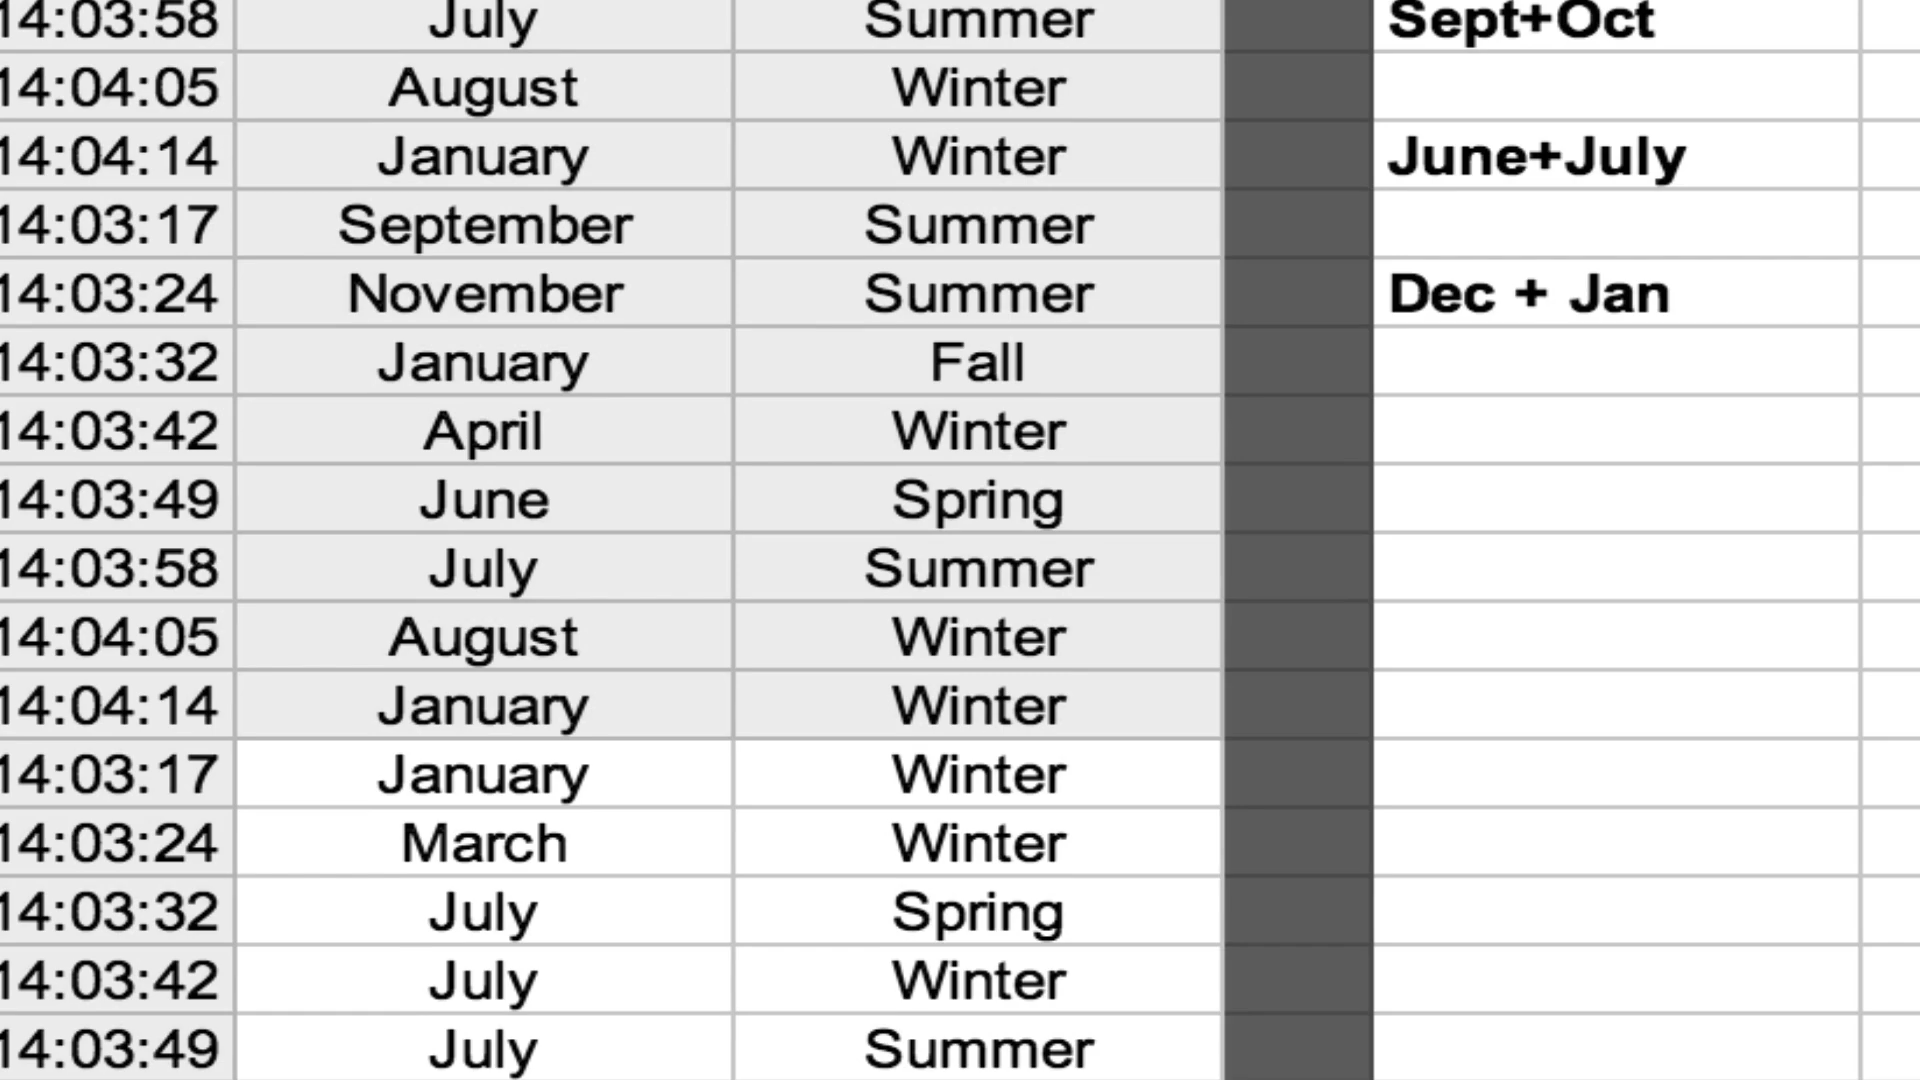 14:03:58 July Summer Sept+Oct
14:04:05 August Winter
14:04:14 January Winter June+July
14:03:17 September Summer
14:03:24 November Summer Dec + Jan
14:03:32 January Fall
14:03:42 April Winter
14:03:49 June Spring
14:03:58 July Summer
14:04:05 August Winter
14:04:14 January Winter
14:03:17 January Winter
14:03:24 March Winter
14:03:32 July Spring
14:03:42 July Winter
14:03:49 July Summer